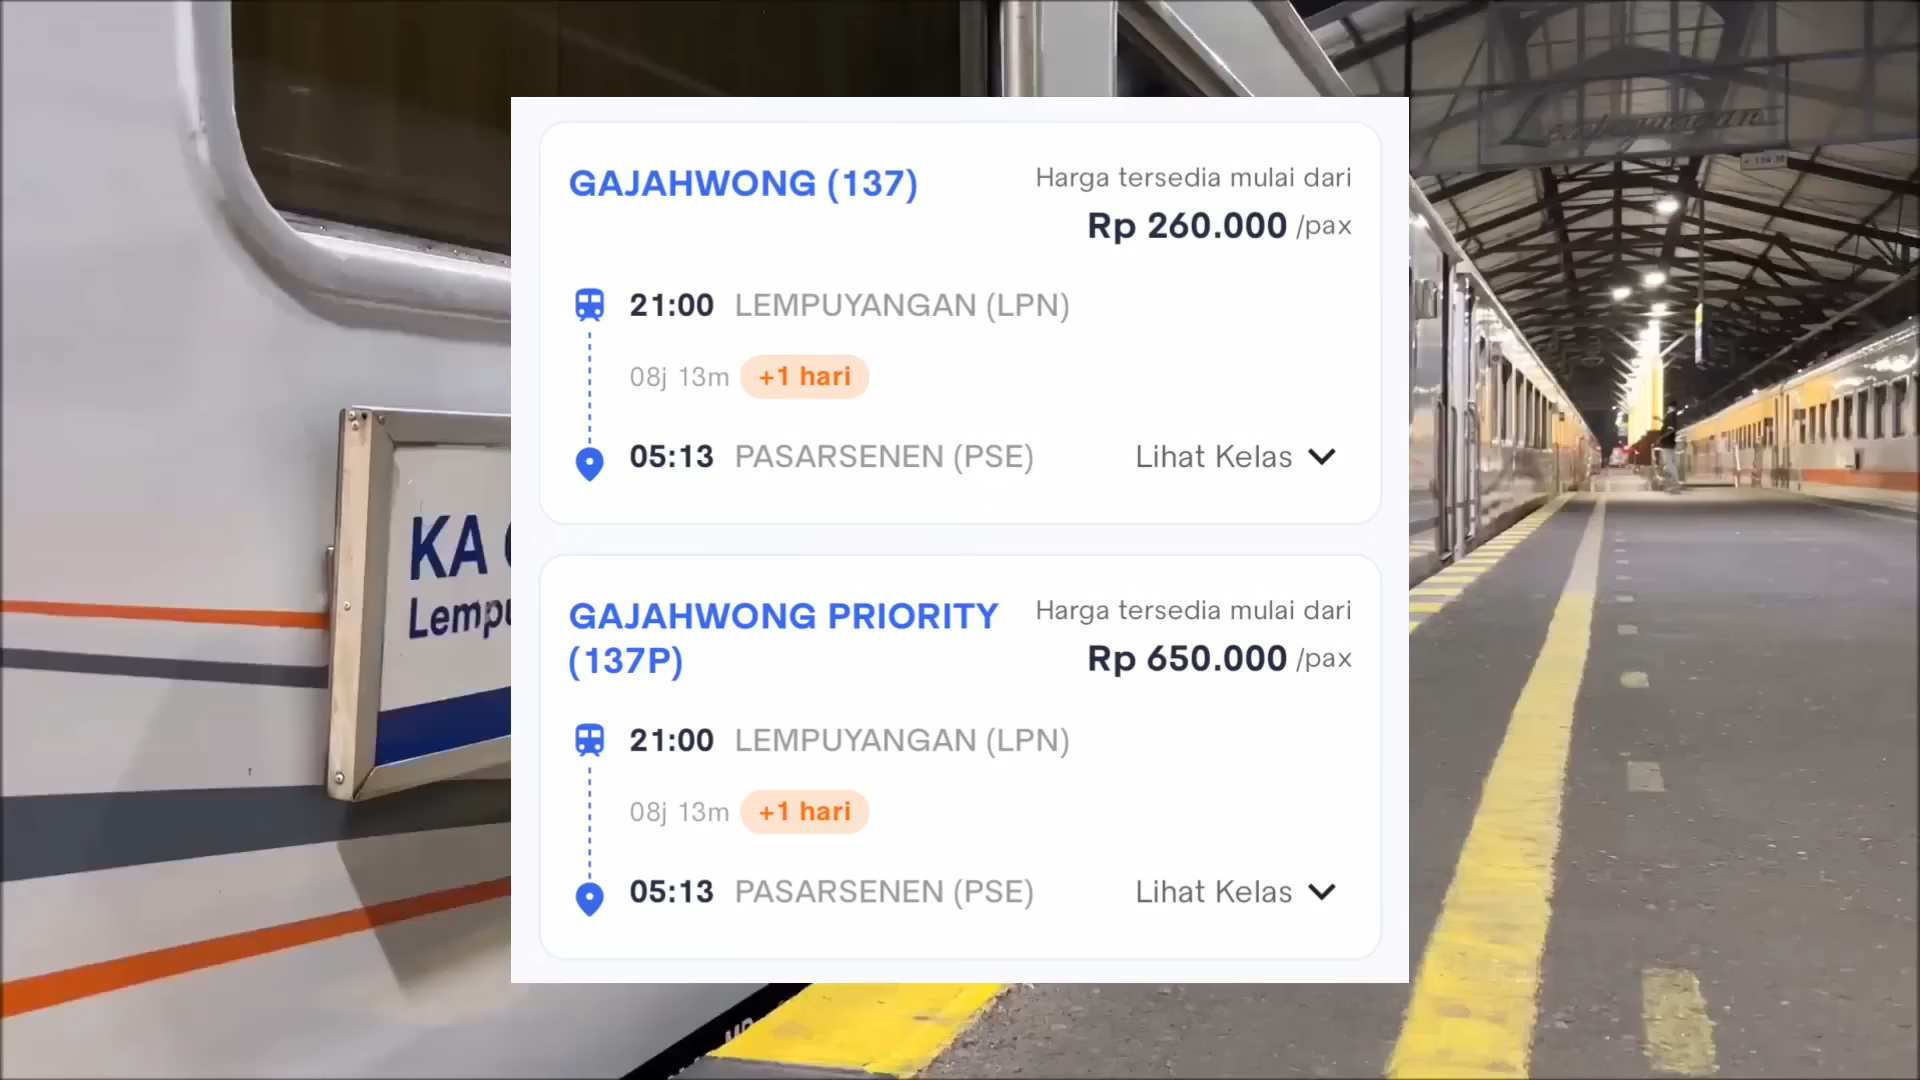 GAJAHWONG (137)
Harga tersedia mulai dari
Rp 260.000 /pax
21:00 LEMPUYANGAN (LPN)
08j 13m +1 hari
05:13 PASARSENEN (PSE)
Lihat Kelas
GAJAHWONG PRIORITY
(137P)
Harga tersedia mulai dari
Rp 650.000 /pax
21:00 LEMPUYANGAN (LPN)
08j 13m +1 hari
05:13 PASARSENEN (PSE)
Lihat Kelas
KA
Lempu
Lempuyangan